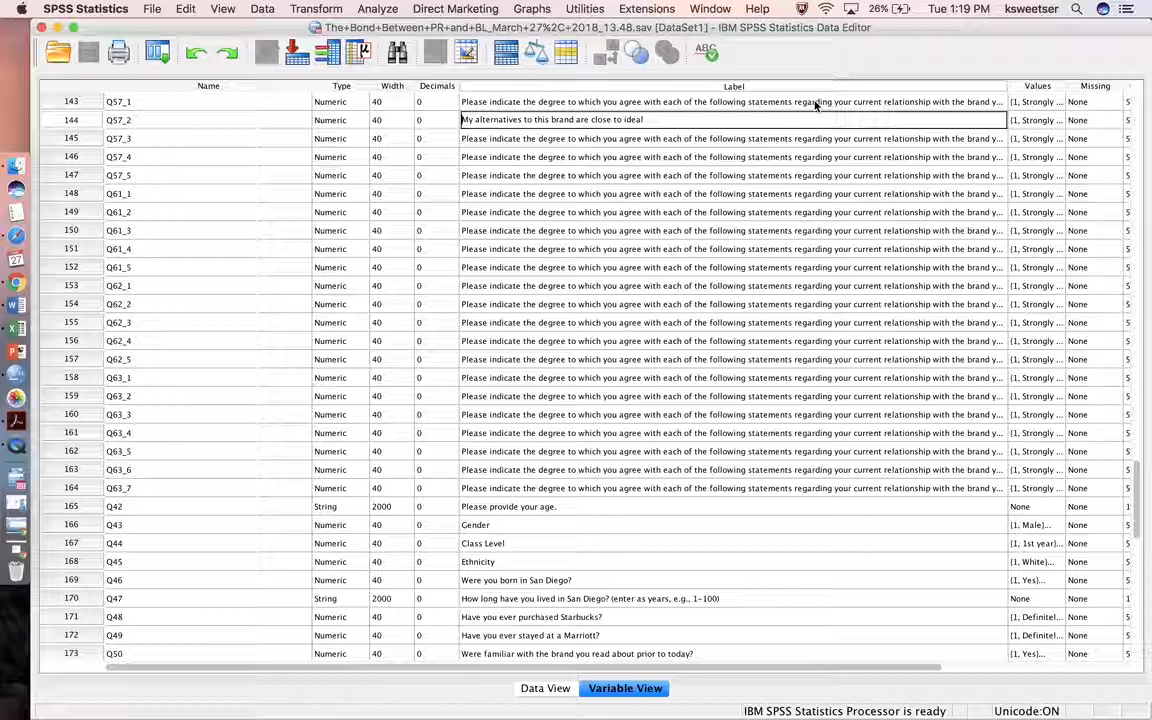 SPSS Statistics File Edit View Data Transform Analyze Direct Marketing Graphs Utilities Extensions Window Help 26% Tue 1:19 PM ksweetser
The+Bond+Between+PR+and+BL_March+27%2C+2018_13.48.sav [DataSet1] - IBM SPSS Statistics Data Editor
Name Type Width Decimals Label Values Missing
143 Q57_1 Numeric 40 0 Please indicate the degree to which you agree with each of the following statements regarding your current relationship with the brand y... {1, Strongly ... None 5
144 Q57_2 Numeric 40 0 My alternatives to this brand are close to ideal {1, Strongly ... None 5
145 Q57_3 Numeric 40 0 Please indicate the degree to which you agree with each of the following statements regarding your current relationship with the brand y... {1, Strongly ... None 5
146 Q57_4 Numeric 40 0 Please indicate the degree to which you agree with each of the following statements regarding your current relationship with the brand y... {1, Strongly ... None 5
147 Q57_5 Numeric 40 0 Please indicate the degree to which you agree with each of the following statements regarding your current relationship with the brand y... {1, Strongly ... None 5
148 Q61_1 Numeric 40 0 Please indicate the degree to which you agree with each of the following statements regarding your current relationship with the brand y... {1, Strongly ... None 5
149 Q61_2 Numeric 40 0 Please indicate the degree to which you agree with each of the following statements regarding your current relationship with the brand y... {1, Strongly ... None 5
150 Q61_3 Numeric 40 0 Please indicate the degree to which you agree with each of the following statements regarding your current relationship with the brand y... {1, Strongly ... None 5
151 Q61_4 Numeric 40 0 Please indicate the degree to which you agree with each of the following statements regarding your current relationship with the brand y... {1, Strongly ... None 5
152 Q61_5 Numeric 40 0 Please indicate the degree to which you agree with each of the following statements regarding your current relationship with the brand y... {1, Strongly ... None 5
153 Q62_1 Numeric 40 0 Please indicate the degree to which you agree with each of the following statements regarding your current relationship with the brand y... {1, Strongly ... None 5
154 Q62_2 Numeric 40 0 Please indicate the degree to which you agree with each of the following statements regarding your current relationship with the brand y... {1, Strongly ... None 5
155 Q62_3 Numeric 40 0 Please indicate the degree to which you agree with each of the following statements regarding your current relationship with the brand y... {1, Strongly ... None 5
156 Q62_4 Numeric 40 0 Please indicate the degree to which you agree with each of the following statements regarding your current relationship with the brand y... {1, Strongly ... None 5
157 Q62_5 Numeric 40 0 Please indicate the degree to which you agree with each of the following statements regarding your current relationship with the brand y... {1, Strongly ... None 5
158 Q63_1 Numeric 40 0 Please indicate the degree to which you agree with each of the following statements regarding your current relationship with the brand y... {1, Strongly ... None 5
159 Q63_2 Numeric 40 0 Please indicate the degree to which you agree with each of the following statements regarding your current relationship with the brand y... {1, Strongly ... None 5
160 Q63_3 Numeric 40 0 Please indicate the degree to which you agree with each of the following statements regarding your current relationship with the brand y... {1, Strongly ... None 5
161 Q63_4 Numeric 40 0 Please indicate the degree to which you agree with each of the following statements regarding your current relationship with the brand y... {1, Strongly ... None 5
162 Q63_5 Numeric 40 0 Please indicate the degree to which you agree with each of the following statements regarding your current relationship with the brand y... {1, Strongly ... None 5
163 Q63_6 Numeric 40 0 Please indicate the degree to which you agree with each of the following statements regarding your current relationship with the brand y... {1, Strongly ... None 5
164 Q63_7 Numeric 40 0 Please indicate the degree to which you agree with each of the following statements regarding your current relationship with the brand y... {1, Strongly ... None 5
165 Q42 String 2000 0 Please provide your age. None None 1
166 Q43 Numeric 40 0 Gender {1, Male}... None 5
167 Q44 Numeric 40 0 Class Level {1, 1st year}... None 5
168 Q45 Numeric 40 0 Ethnicity {1, White}... None 5
169 Q46 Numeric 40 0 Were you born in San Diego? {1, Yes}... None 5
170 Q47 String 2000 0 How long have you lived in San Diego? (enter as years, e.g., 1-100) None None 1
171 Q48 Numeric 40 0 Have you ever purchased Starbucks? {1, Definitel... None 5
172 Q49 Numeric 40 0 Have you ever stayed at a Marriott? {1, Definitel... None 5
173 Q50 Numeric 40 0 Were familiar with the brand you read about prior to today? {1, Yes}... None 5
Data View Variable View
IBM SPSS Statistics Processor is ready Unicode:ON